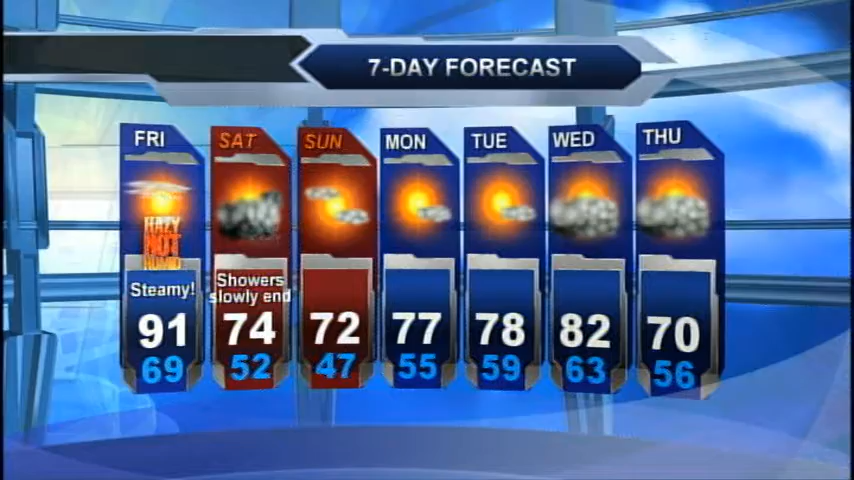 7-DAY FORECAST
FRI
SAT
SUN
MON
TUE
WED
THU
HAZY
HOT
HUMID
Steamy!
Showers
slowly end
91
74
72
77
78
82
70
69
52
47
55
59
63
56